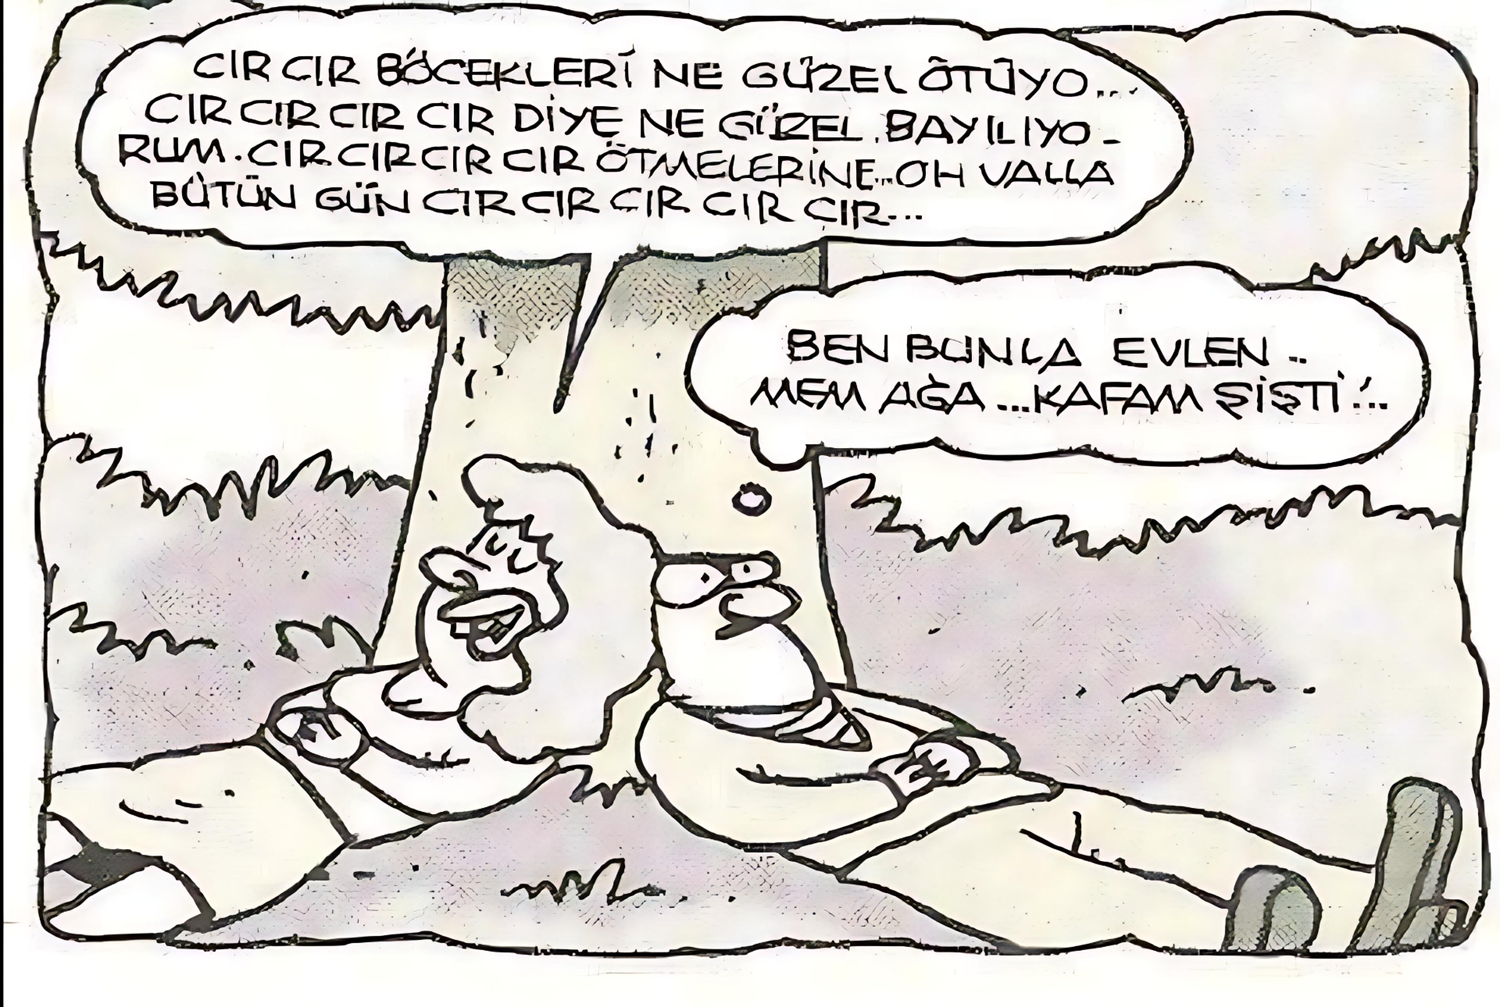 CIR CIR BÖCEKLERİ NE GÜZEL ÖTÜYO...
CIR CIR CIR CIR DİYE NE GÜZEL. BAYILIYO-
RUM. CIR CIR CIR CIR ÖTMELERİNE..OH VALLA
BÜTÜN GÜN CIR CIR CIR CIR CIR...
BEN BUNLA EVLEN..
MEM AĞA...KAFAM ŞİŞTİ...